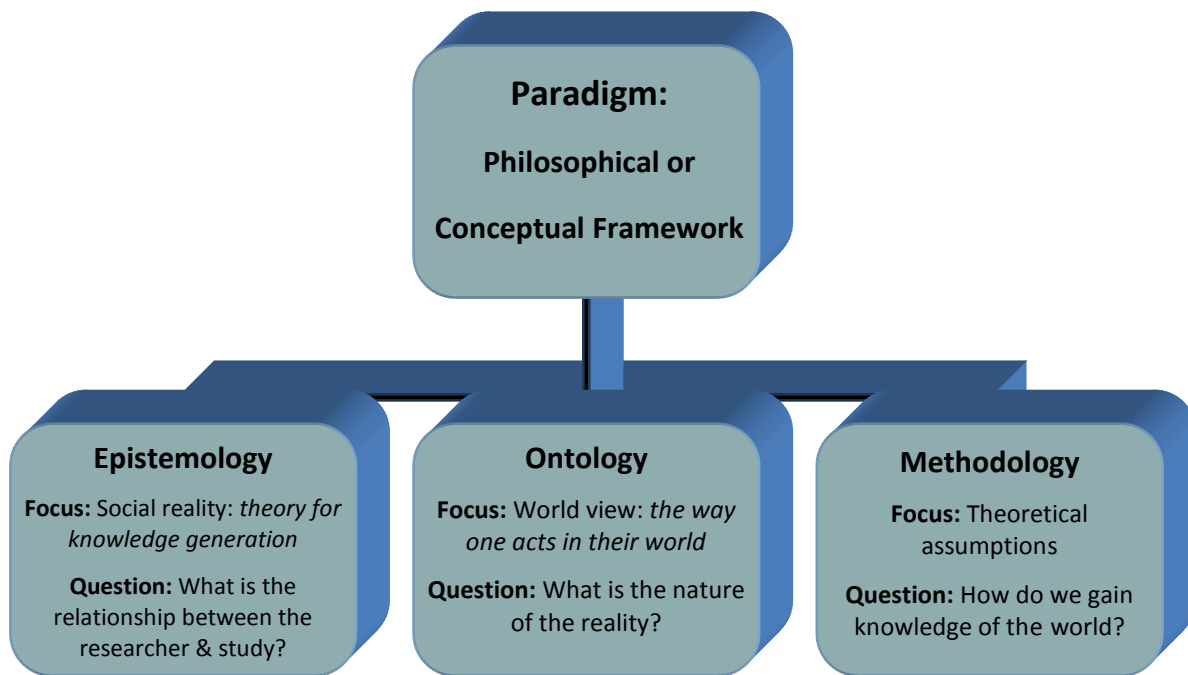 Paradigm:
Philosophical or
Conceptual Framework
Epistemology
Focus: Social reality: theory for
knowledge generation
Question: What is the
relationship between the
researcher & study?
Ontology
Focus: World view: the way
one acts in their world
Question: What is the nature
of the reality?
Methodology
Focus: Theoretical
assumptions
Question: How do we gain
knowledge of the world?